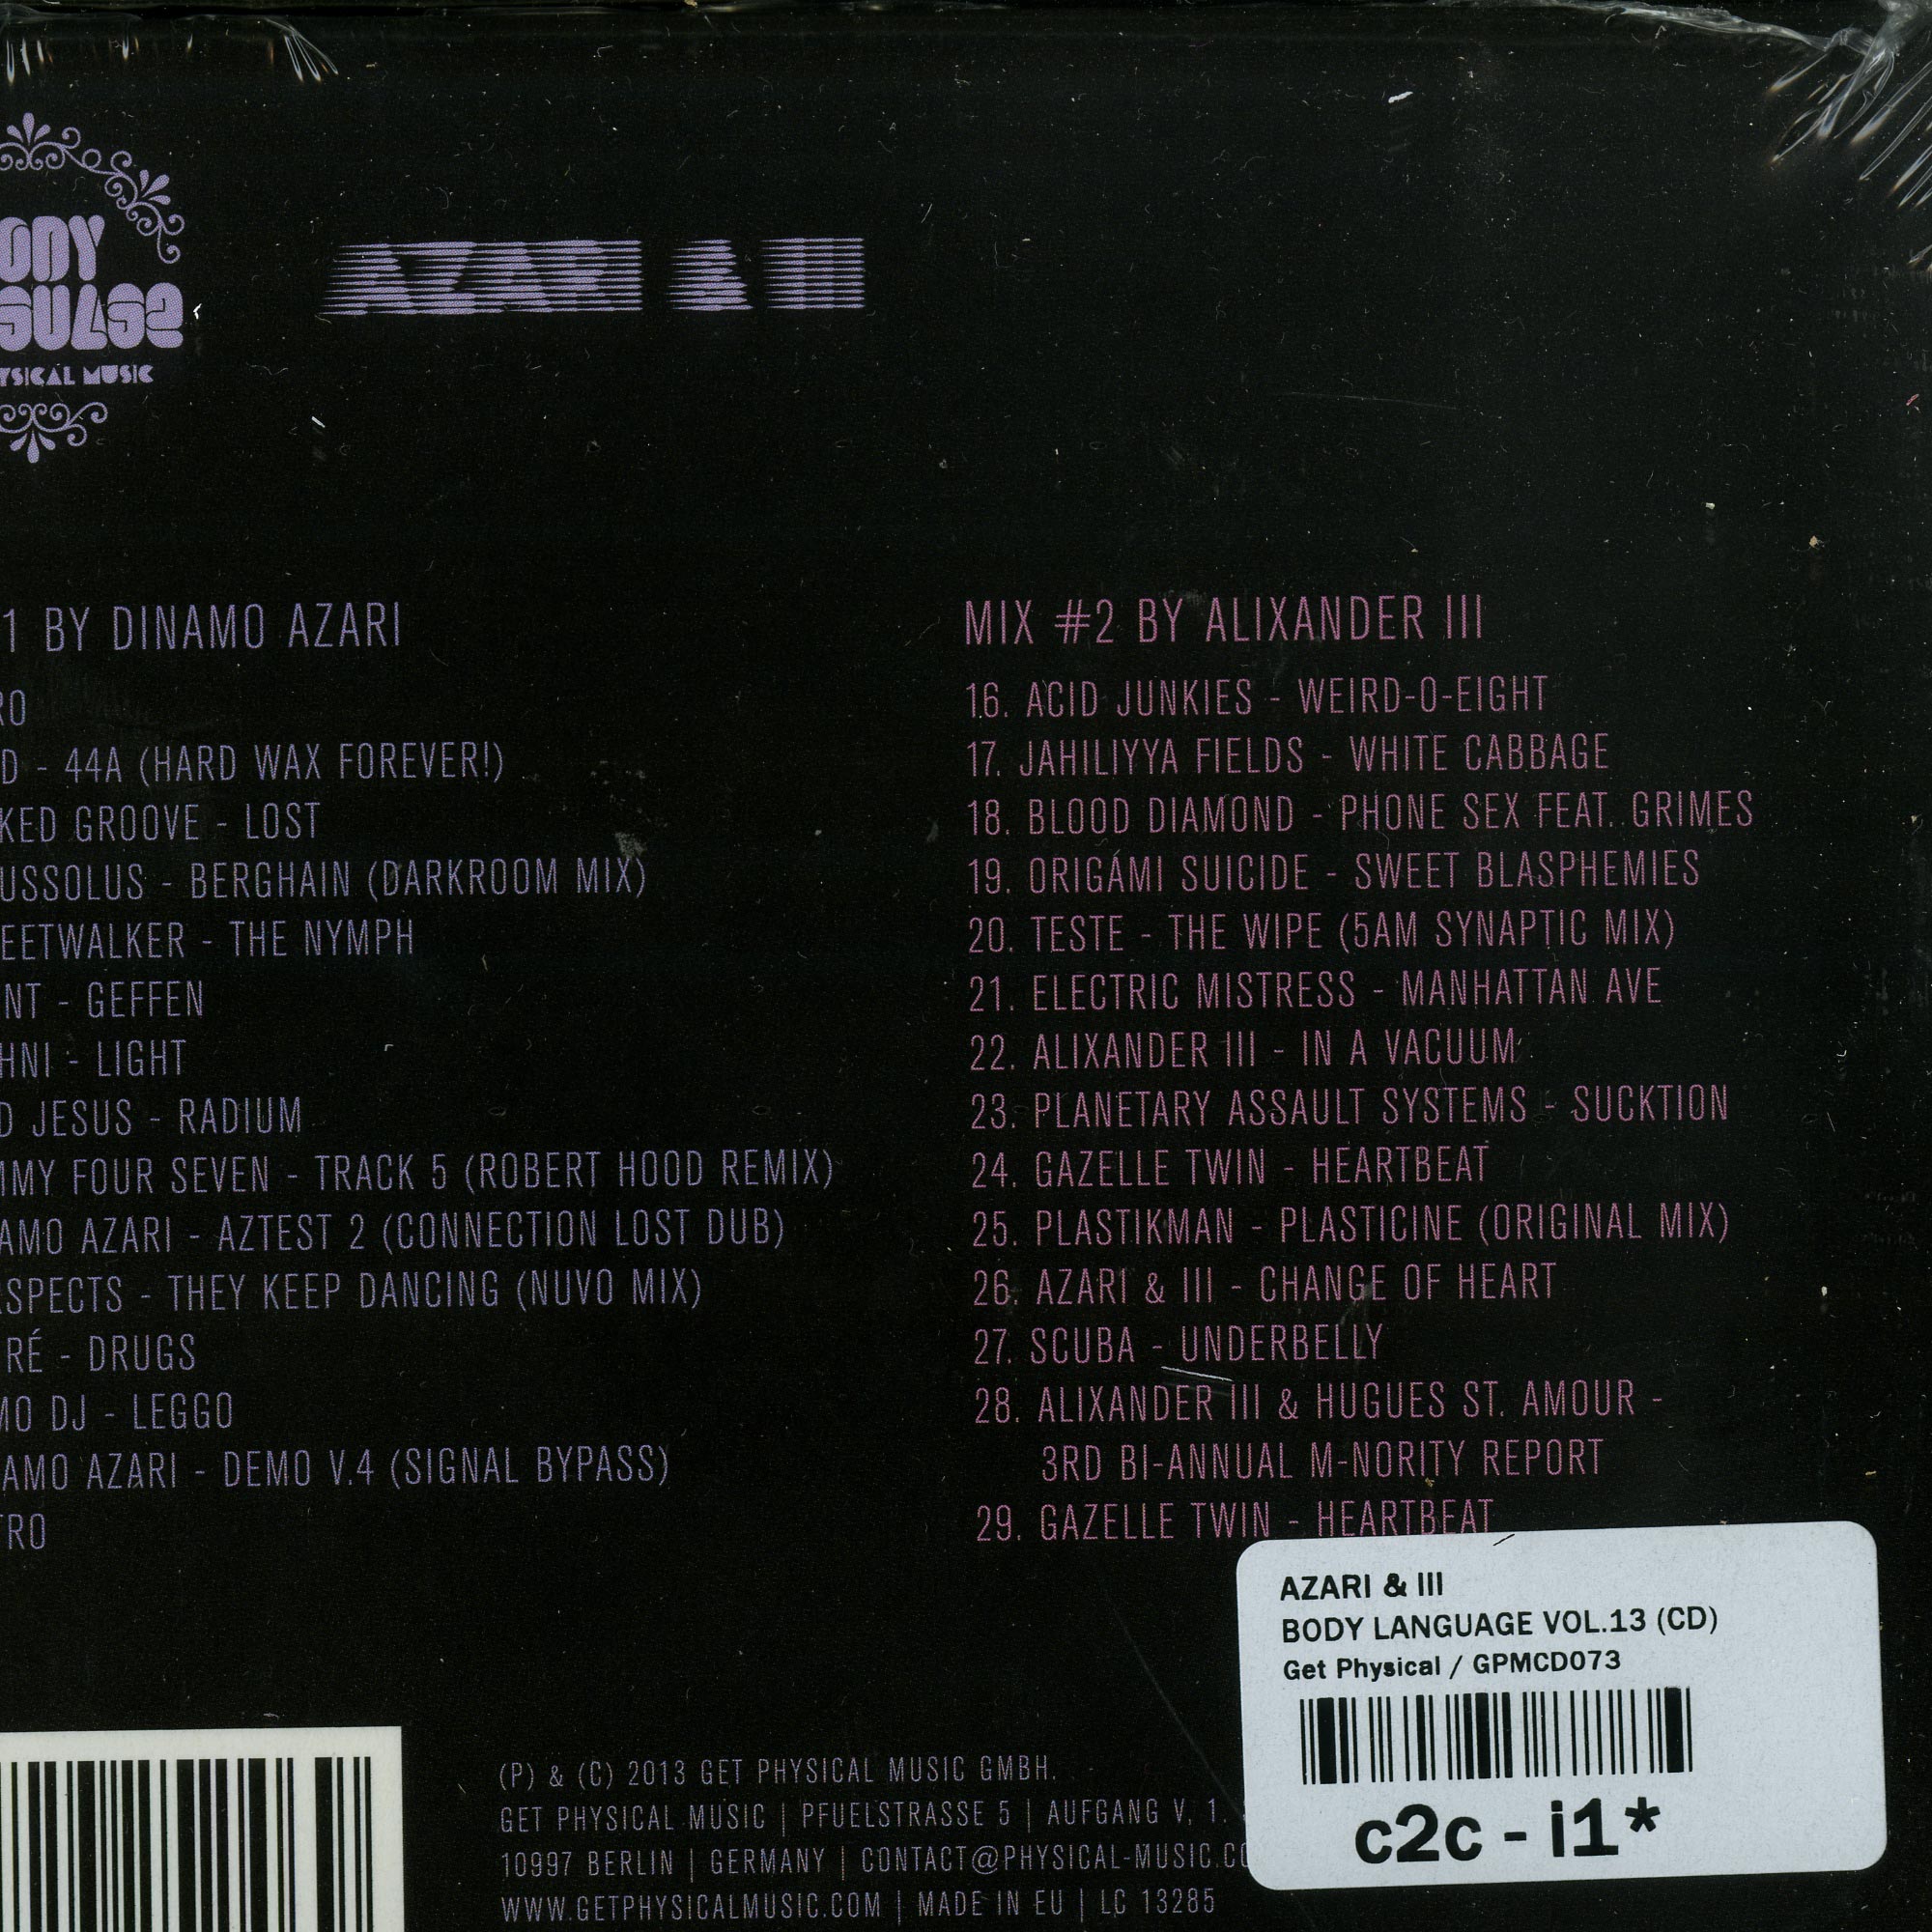 AZARI & III
PHYSICAL MUSIC
1 BY DINAMO AZARI
RO
D - 44A (HARD WAX FOREVER!)
KED GROOVE - LOST
USSOLUS - BERGHAIN (DARKROOM MIX)
EETWALKER - THE NYMPH
NT - GEFFEN
HNI - LIGHT
D JESUS - RADIUM
MMY FOUR SEVEN - TRACK 5 (ROBERT HOOD REMIX)
AMO AZARI - AZTEST 2 (CONNECTION LOST DUB)
SPECTS - THEY KEEP DANCING (NUVO MIX)
RÉ - DRUGS
MO DJ - LEGGO
AMO AZARI - DEMO V.4 (SIGNAL BYPASS)
TRO
MIX #2 BY ALIXANDER III
16. ACID JUNKIES - WEIRD-O-EIGHT
17. JAHILIYYA FIELDS - WHITE CABBAGE
18. BLOOD DIAMOND - PHONE SEX FEAT. GRIMES
19. ORIGÁMI SUICIDE - SWEET BLASPHEMIES
20. TESTE - THE WIPE (5AM SYNAPTIC MIX)
21. ELECTRIC MISTRESS - MANHATTAN AVE
22. ALIXANDER III - IN A VACUUM
23. PLANETARY ASSAULT SYSTEMS - SUCKTION
24. GAZELLE TWIN - HEARTBEAT
25. PLASTIKMAN - PLASTICINE (ORIGINAL MIX)
26. AZARI & III - CHANGE OF HEART
27. SCUBA - UNDERBELLY
28. ALIXANDER III & HUGUES ST. AMOUR -
3RD BI-ANNUAL M-NORITY REPORT
29. GAZELLE TWIN - HEARTBEAT
AZARI & III
BODY LANGUAGE VOL.13 (CD)
Get Physical / GPMCD073
c2c - i1*
(P) & (C) 2013 GET PHYSICAL MUSIC GMBH.
GET PHYSICAL MUSIC | PFUELSTRASSE 5 | AUFGANG V, 1.
10997 BERLIN | GERMANY | CONTACT@PHYSICAL-MUSIC.CO
WWW.GETPHYSICALMUSIC.COM | MADE IN EU | LC 13285